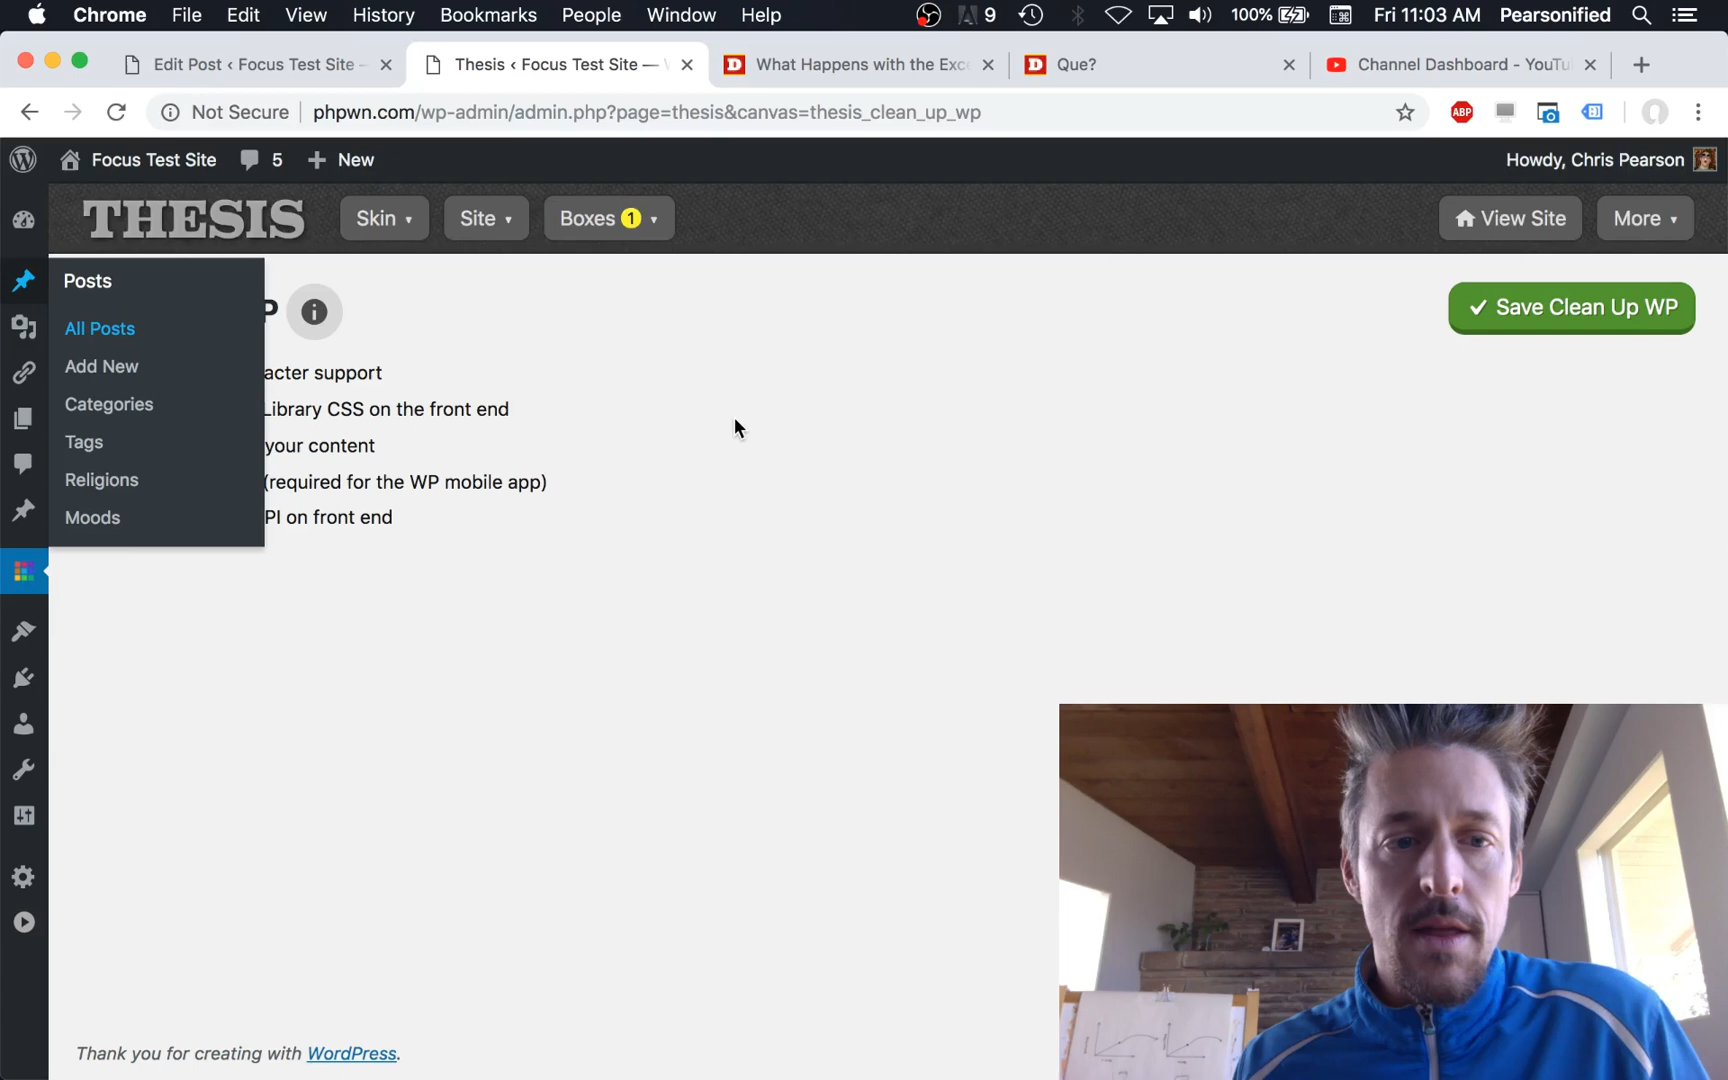 Chrome File Edit View History Bookmarks People Window Help 9 100% Fri 11:03 AM Pearsonified
Edit Post ‹ Focus Test Site – Thesis ‹ Focus Test Site — What Happens with the Exc Que? Channel Dashboard - YouTu
Not Secure phpwn.com/wp-admin/admin.php?page=thesis&canvas=thesis_clean_up_wp ABP
Focus Test Site 5 New Howdy, Chris Pearson
THESIS Skin Site Boxes 1 View Site More
Posts
P
Save Clean Up WP
All Posts
Add New
acter support
Categories
Library CSS on the front end
Tags
your content
Religions
(required for the WP mobile app)
Moods
PI on front end
Thank you for creating with WordPress.